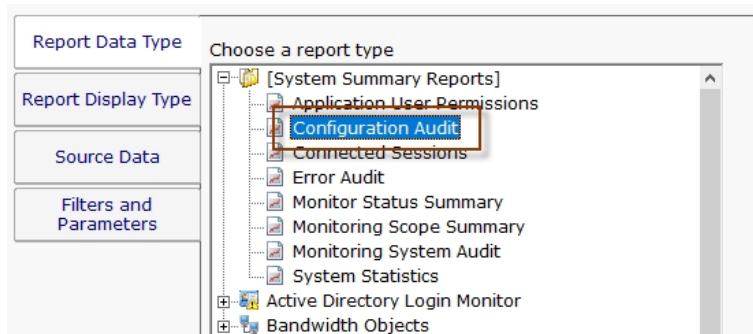 Report Data Type
Report Display Type
Source Data
Filters and
Parameters
Choose a report type
[System Summary Reports]
Application User Permissions
Configuration Audit
Connected Sessions
Error Audit
Monitor Status Summary
Monitoring Scope Summary
Monitoring System Audit
System Statistics
Active Directory Login Monitor
Bandwidth Objects